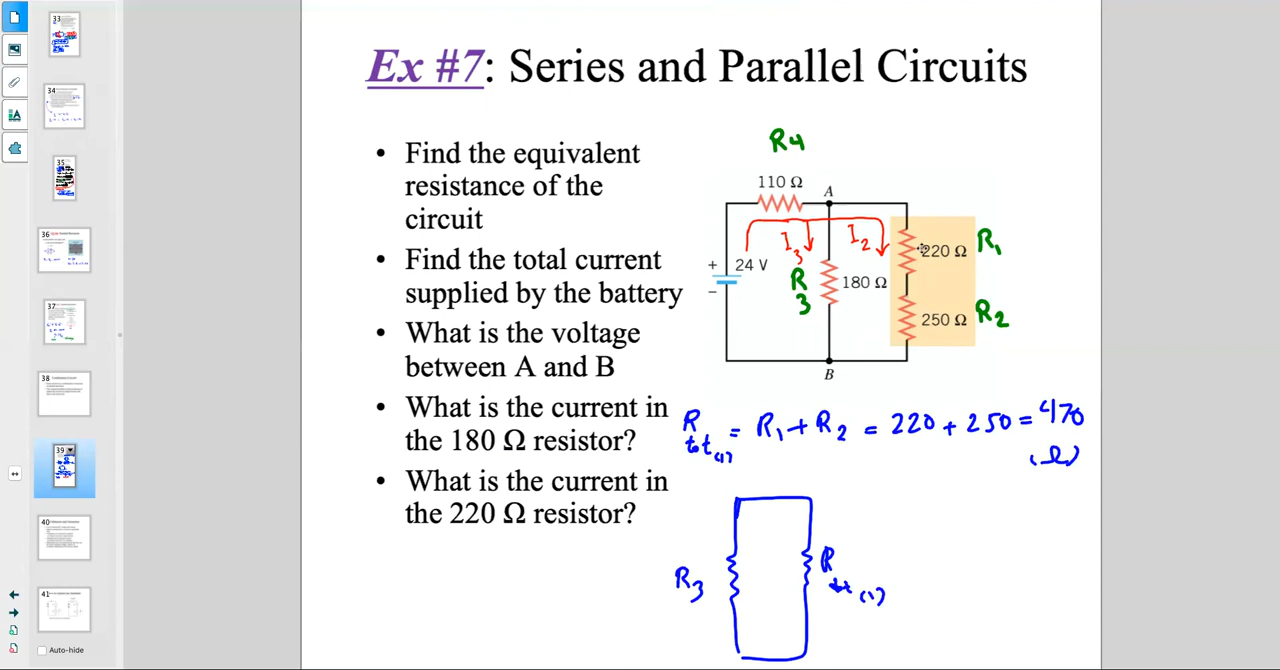 33
34
35
36
37
38
39
40
41
Auto-hide
Ex #7: Series and Parallel Circuits
• Find the equivalent
resistance of the
circuit
• Find the total current
supplied by the battery
• What is the voltage
between A and B
• What is the current in
the 180 Ω resistor?
• What is the current in
the 220 Ω resistor?
R4
110 Ω
A
I3
I2
220 Ω
R1
+
24 V
−
R
3
180 Ω
250 Ω
R2
B
R tot(1) = R1 + R2 = 220 + 250 = 470
(Ω)
R3
R tot (1)